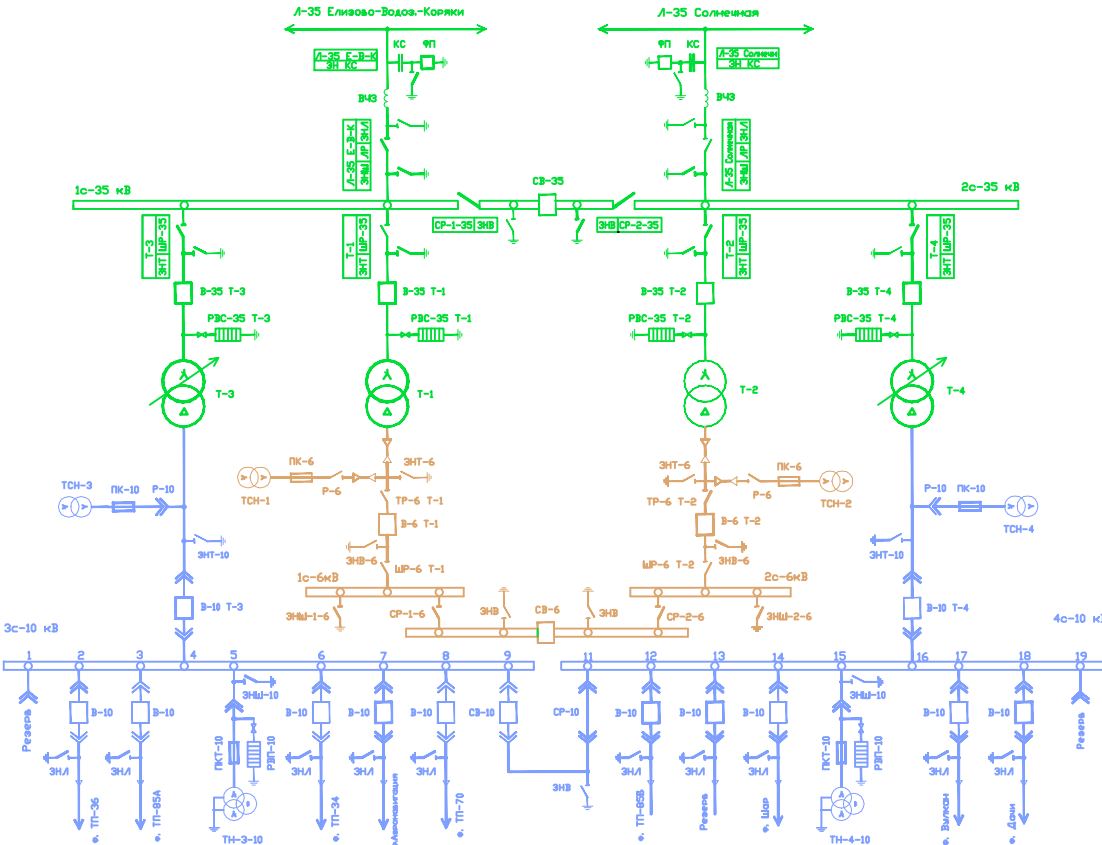 Л-35 Елизово-Водоз.-Коряки
Л-35 Солнечная
Л-35 Е-В-К
ЗН КС
КС
ФП
ФП
КС
Л-35 Солнечн
ЗН КС
ВЧЗ
ВЧЗ
Л-35 Е-В-К
ЗНШ ЛР ЗНЛ
Л-35 Солнечная
ЗНШ ЛР ЗНЛ
1с-35 кВ
СВ-35
2с-35 кВ
СР-1-35 ЗНВ
ЗНВ СР-2-35
Т-3
ЗНТ ШР-35
Т-1
ЗНТ ШР-35
Т-2
ЗНТ ШР-35
Т-4
ЗНТ ШР-35
В-35 Т-3
В-35 Т-1
В-35 Т-2
В-35 Т-4
РВС-35 Т-3
РВС-35 Т-1
РВС-35 Т-2
РВС-35 Т-4
Т-3
Т-1
Т-2
Т-4
ТСН-3
ПК-10
Р-10
ТСН-1
ПК-6
Р-6
ЗНТ-6
ТР-6 Т-1
ЗНТ-6
ТР-6 Т-2
Р-6
ПК-6
ТСН-2
Р-10
ПК-10
ТСН-4
ЗНТ-10
В-6 Т-1
ЗНВ-6
ШР-6 Т-1
В-6 Т-2
ЗНВ-6
ШР-6 Т-2
ЗНТ-10
1с-6кВ
2с-6кВ
В-10 Т-3
ЗНШ-1-6
СР-1-6
ЗНВ
СВ-6
ЗНВ
СР-2-6
ЗНШ-2-6
В-10 Т-4
3с-10 кВ
4с-10 кВ
1 2 3 4 5 6 7 8 9 11 12 13 14 15 16 17 18 19
Резерв
В-10
ЗНЛ
ф. ТП-36
В-10
ЗНЛ
ф. ТП-85А
ЗНШ-10
ПКТ-10
РВП-10
ТН-3-10
В-10
ЗНЛ
ф. ТП-34
В-10
ЗНЛ
Аэронавигация
В-10
ЗНЛ
ф. ТП-70
СВ-10
СР-10
ЗНВ
В-10
ЗНЛ
ф. ТП-85Б
В-10
ЗНЛ
Резерв
В-10
ЗНЛ
ф. Шар
ЗНШ-10
ПКТ-10
РВП-10
ТН-4-10
В-10
ЗНЛ
ф. Вулкан
В-10
ЗНЛ
ф. Дачи
Резерв